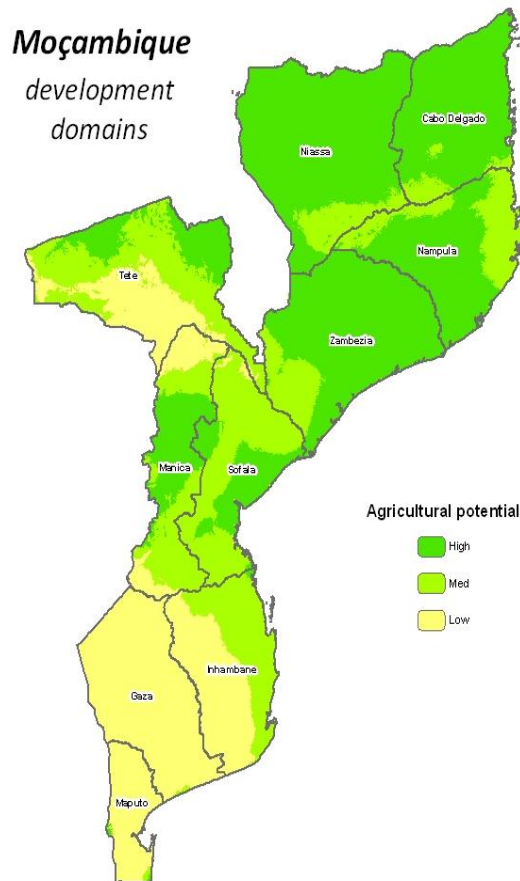 Moçambique
development
domains
Cabo Delgado
Niassa
Nampula
Tete
Zambezia
Manica
Sofala
Agricultural potential
High
Med
Low
Inhambane
Gaza
Maputo